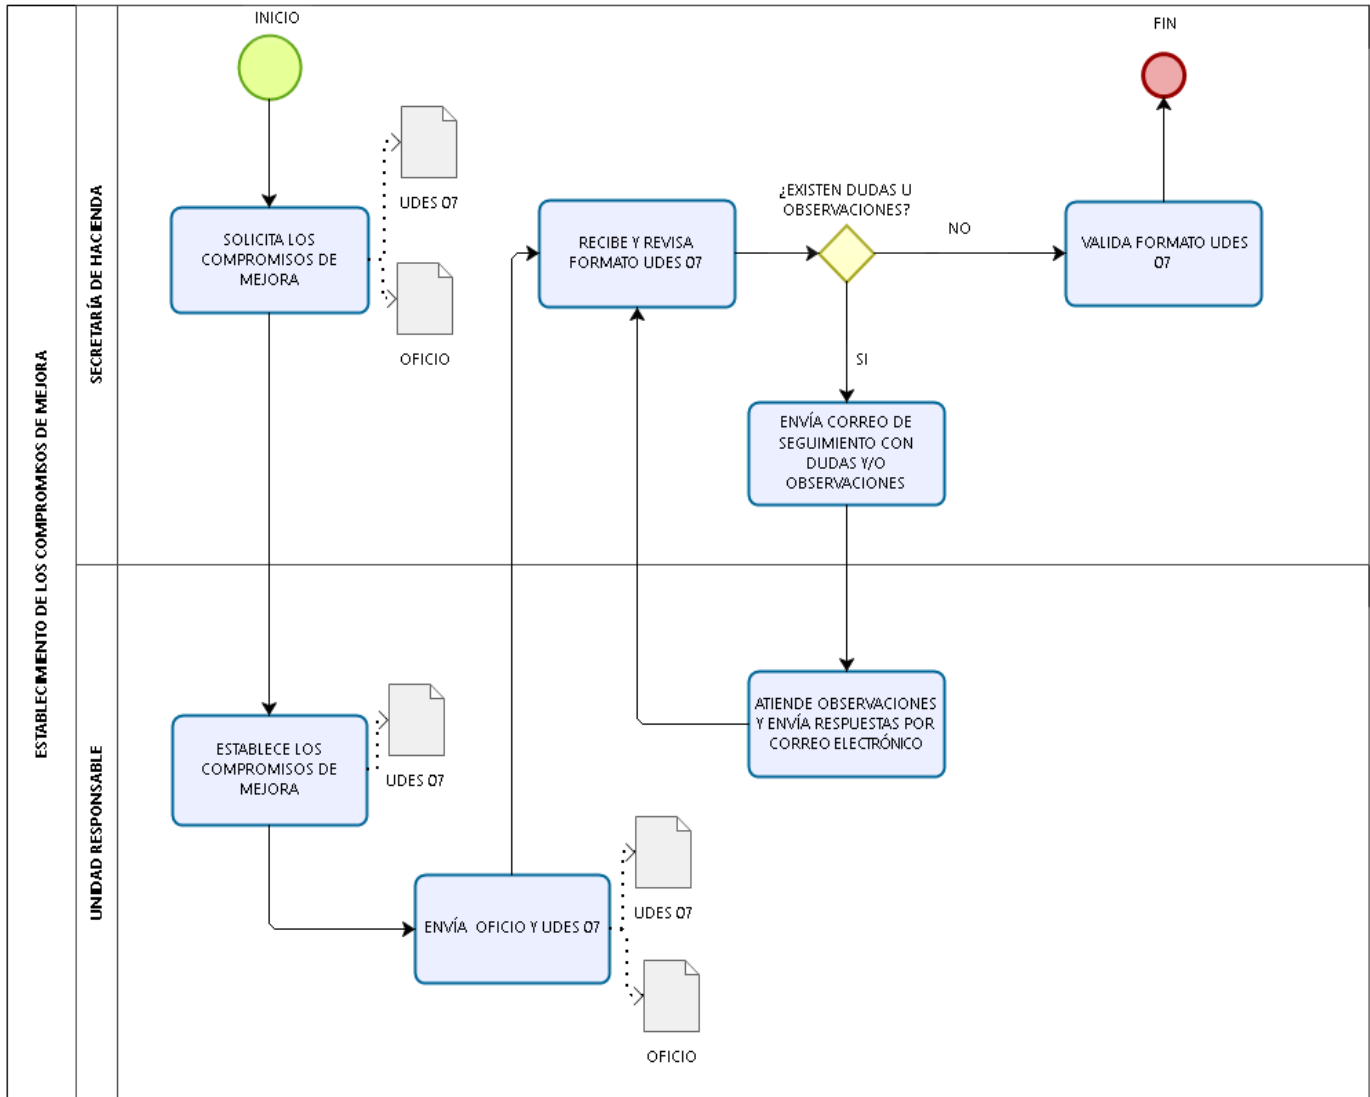 ESTABLECIMIENTO DE LOS COMPROMISOS DE MEJORA
SECRETARÍA DE HACIENDA
INICIO
FIN
UDES 07
SOLICITA LOS
COMPROMISOS DE
MEJORA
OFICIO
RECIBE Y REVISA
FORMATO UDES 07
¿EXISTEN DUDAS U
OBSERVACIONES?
NO
VALIDA FORMATO UDES
07
SI
ENVÍA CORREO DE
SEGUIMIENTO CON
DUDAS Y/O
OBSERVACIONES
UNIDAD RESPONSABLE
ESTABLECE LOS
COMPROMISOS DE
MEJORA
UDES 07
ATIENDE OBSERVACIONES
Y ENVÍA RESPUESTAS POR
CORREO ELECTRÓNICO
ENVÍA OFICIO Y UDES 07
UDES 07
OFICIO